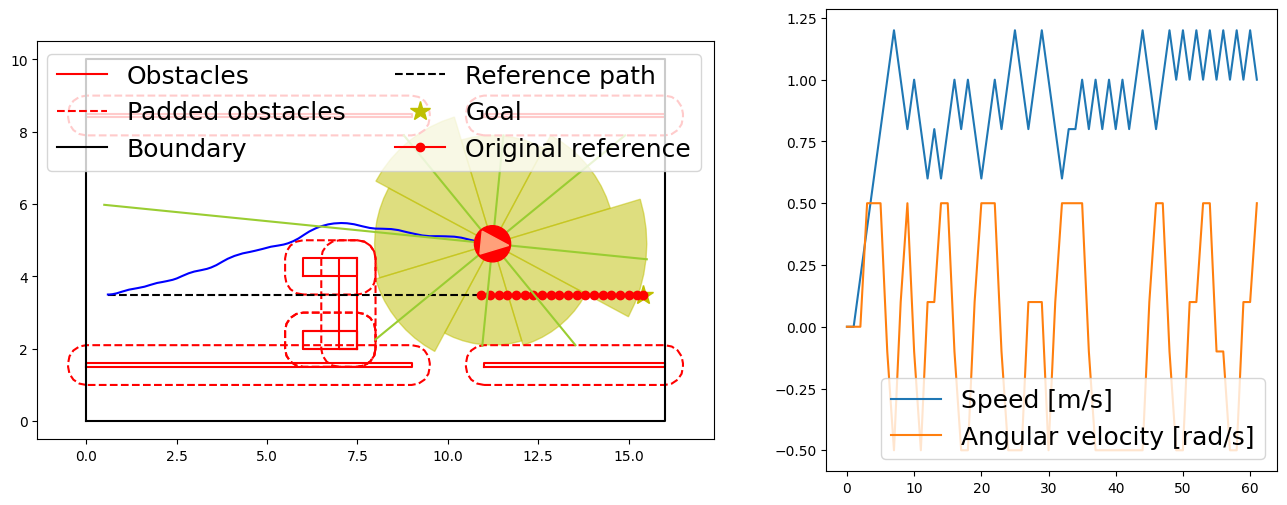 10
8
6
4
2
0
0.0 2.5 5.0 7.5 10.0 12.5 15.0
Obstacles
Padded obstacles
Boundary
Reference path
Goal
Original reference
1.25
1.00
0.75
0.50
0.25
0.00
−0.25
−0.50
0 10 20 30 40 50 60
Speed [m/s]
Angular velocity [rad/s]